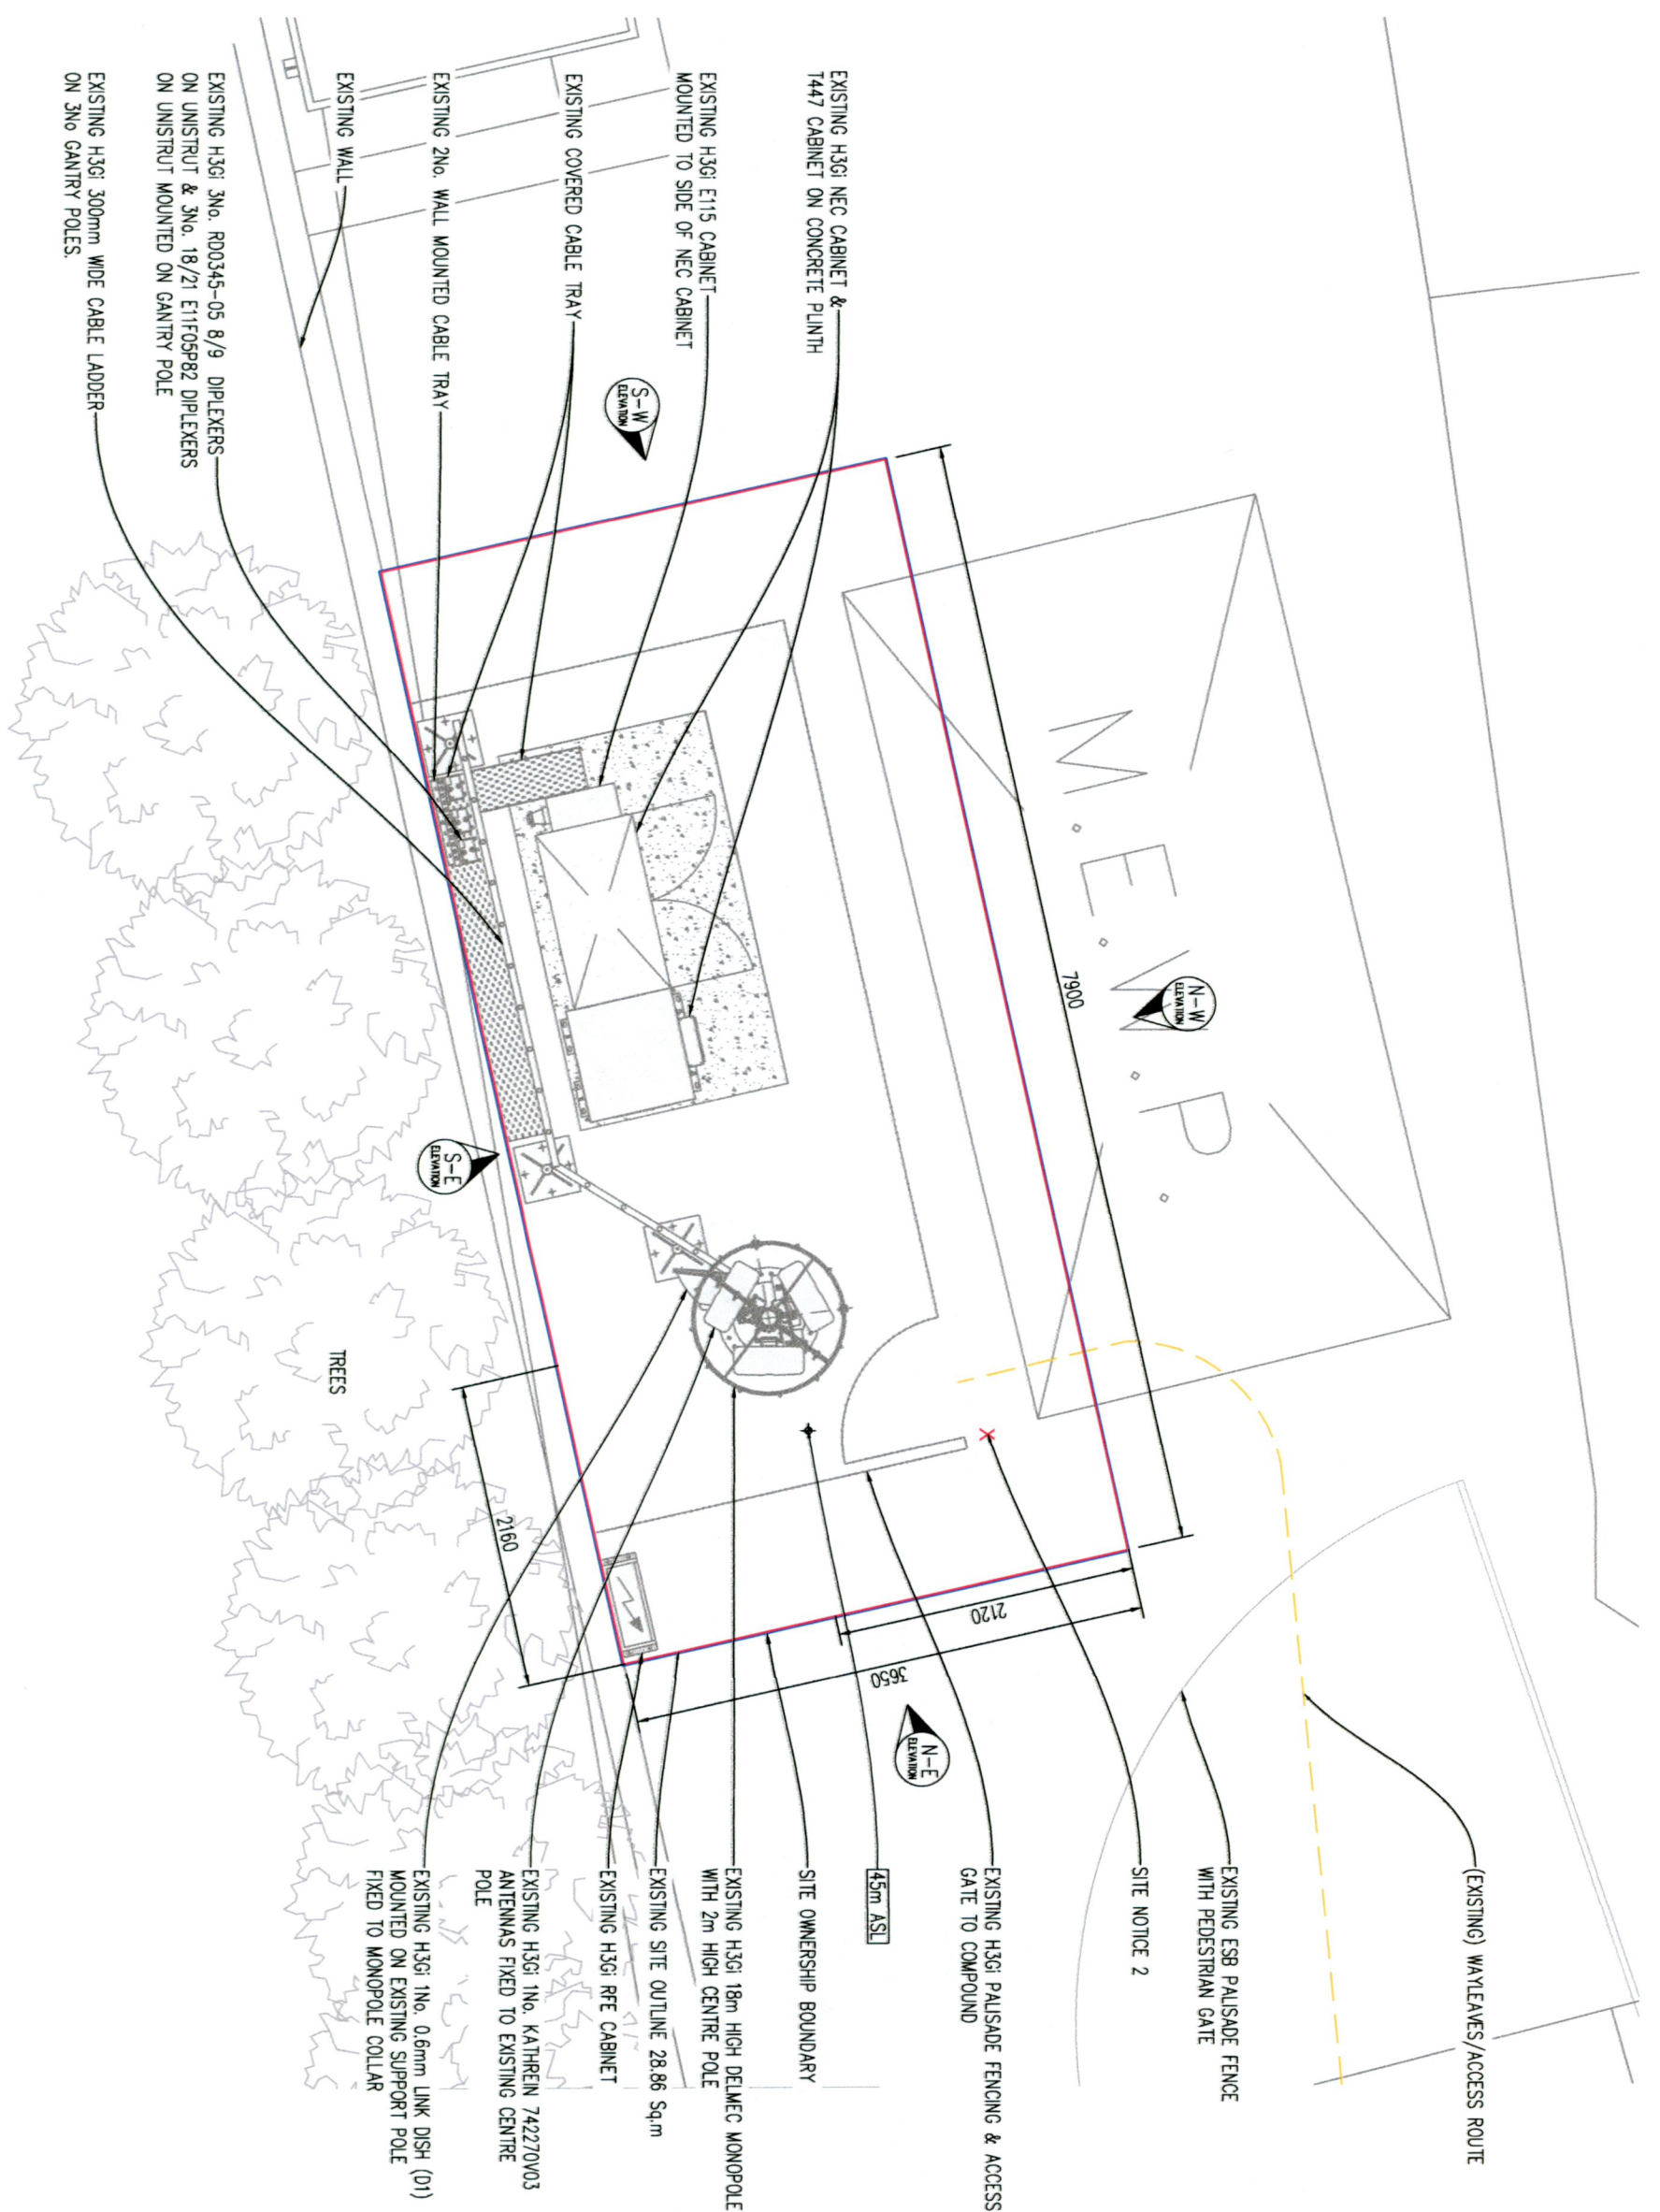 EXISTING H3Gi NEC CABINET &
T447 CABINET ON CONCRETE PLINTH
EXISTING H3Gi E115 CABINET
MOUNTED TO SIDE OF NEC CABINET
EXISTING COVERED CABLE TRAY
EXISTING 2No. WALL MOUNTED CABLE TRAY
EXISTING WALL
EXISTING H3Gi 3No. RD0345-05 8/9 DIPLEXERS
ON UNISTRUT & 3No. 18/21 E11F05P82 DIPLEXERS
ON UNISTRUT MOUNTED ON GANTRY POLE
EXISTING H3Gi 300mm WIDE CABLE LADDER
ON 3No GANTRY POLES.
S-W
ELEVATION
M.E.W.P
N-W
ELEVATION
7900
S-E
ELEVATION
TREES
2160
2120
3650
N-E
ELEVATION
(EXISTING) WAYLEAVES/ACCESS ROUTE
EXISTING ESB PALISADE FENCE
WITH PEDESTRIAN GATE
SITE NOTICE 2
EXISTING H3Gi PALISADE FENCING & ACCESS
GATE TO COMPOUND
45m ASL
SITE OWNERSHIP BOUNDARY
EXISTING H3Gi 18m HIGH DELMEC MONOPOLE
WITH 2m HIGH CENTRE POLE
EXISTING SITE OUTLINE 28.86 Sq.m
EXISTING H3Gi RFE CABINET
EXISTING H3Gi 1No. KATHREIN 742270V03
ANTENNAS FIXED TO EXISTING CENTRE
POLE
EXISTING H3Gi 1No. 0.6mm LINK DISH (D1)
MOUNTED ON EXISTING SUPPORT POLE
FIXED TO MONOPOLE COLLAR